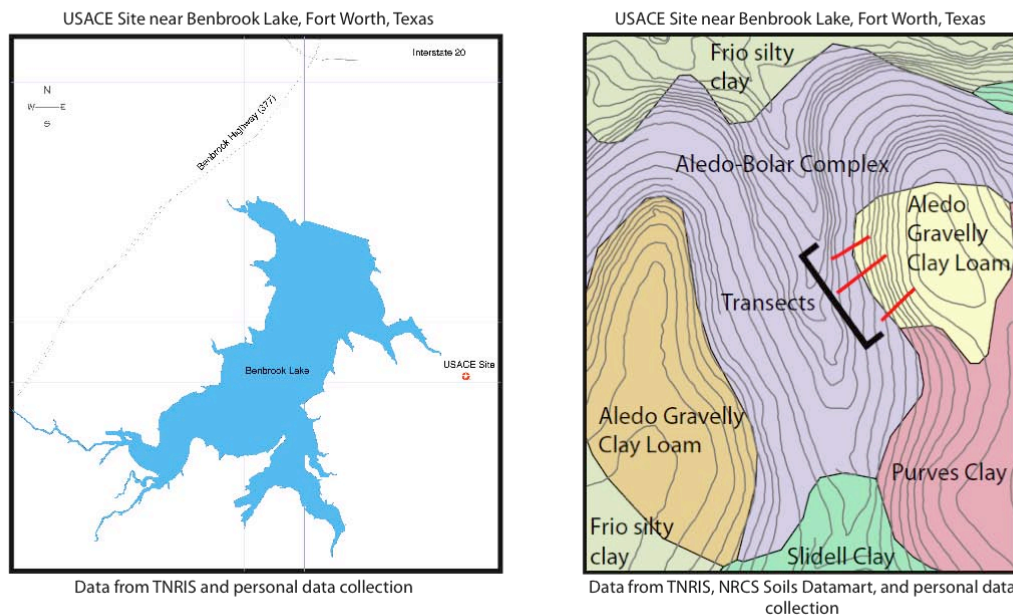 USACE Site near Benbrook Lake, Fort Worth, Texas
Interstate 20
N
W E
S
Benbrook Highway (377)
Benbrook Lake
USACE Site
Data from TNRIS and personal data collection
USACE Site near Benbrook Lake, Fort Worth, Texas
Frio silty
clay
Aledo-Bolar Complex
Aledo
Gravelly
Clay Loam
Transects
Aledo Gravelly
Clay Loam
Purves Clay
Frio silty
clay
Slidell Clay
Data from TNRIS, NRCS Soils Datamart, and personal data
collection